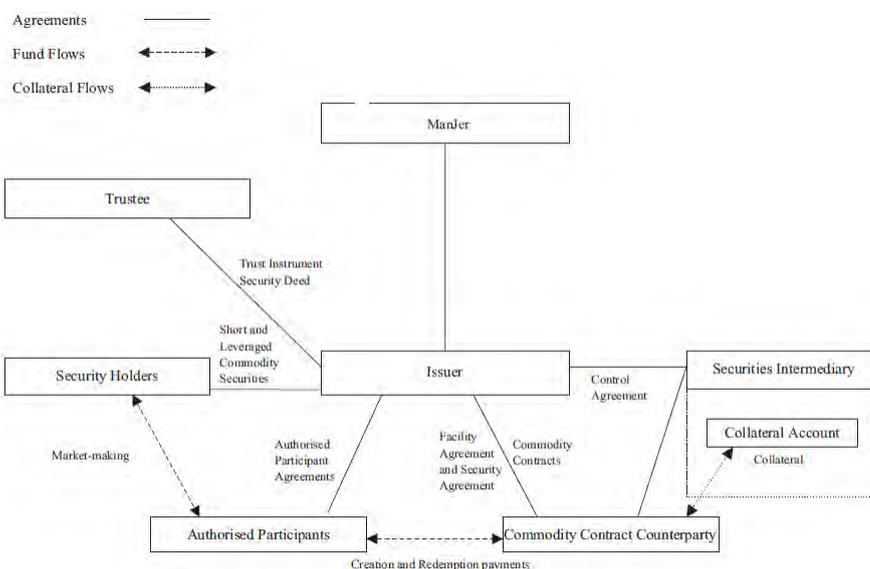 Agreements
Fund Flows
Collateral Flows
ManJer
Trustee
Trust Instrument
Security Deed
Short and
Leveraged
Commodity
Securities
Security Holders
Issuer
Securities Intermediary
Control
Agreement
Collateral Account
Collateral
Market-making
Authorised
Participant
Agreements
Facility
Agreement
and Security
Agreement
Commodity
Contracts
Authorised Participants
Commodity Contract Counterparty
Creation and Redemption payments